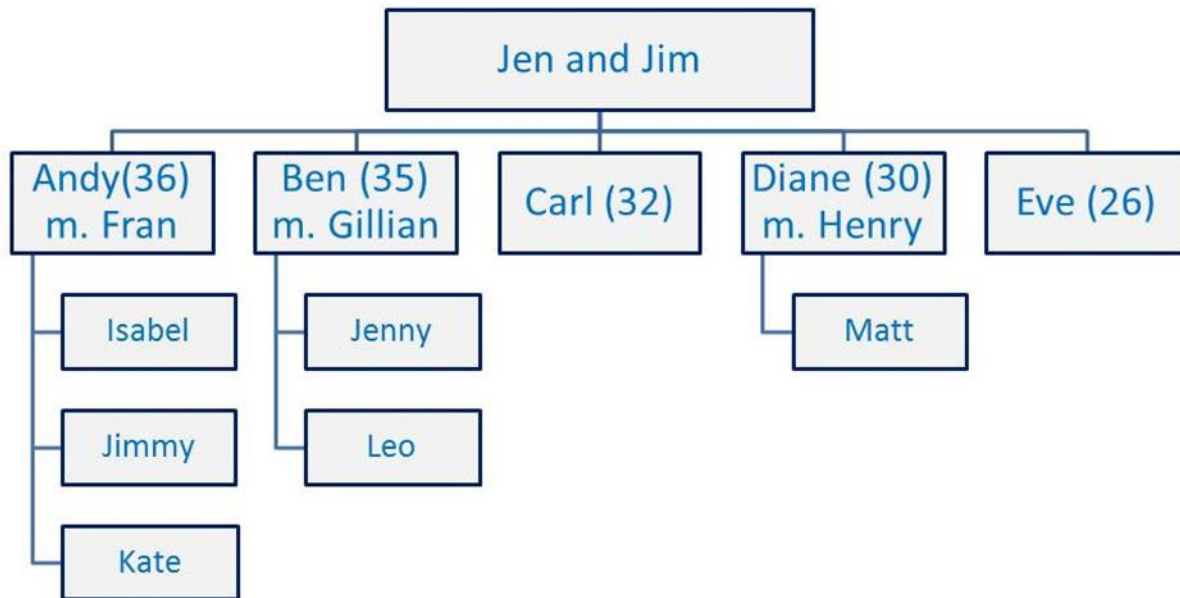 Jen and Jim
Andy(36)
m. Fran
Ben (35)
m. Gillian
Carl (32)
Diane (30)
m. Henry
Eve (26)
Isabel
Jimmy
Kate
Jenny
Leo
Matt